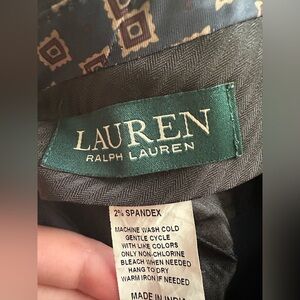 LAUREN
RALPH LAUREN
2% SPANDEX
MACHINE WASH COLD
GENTLE CYCLE
WITH LIKE COLORS
ONLY NON-CHLORINE
BLEACH WHEN NEEDED
HANG TO DRY
WARM IRON IF NEEDED
MADE IN INDIA